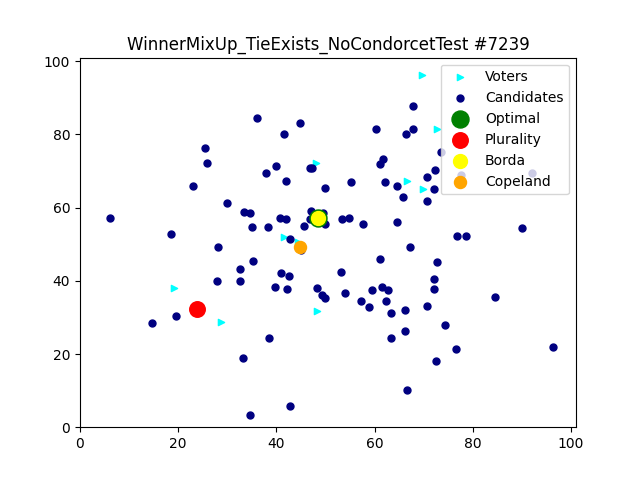 WinnerMixUp_TieExists_NoCondorcetTest #7239
Voters
Candidates
Optimal
Plurality
Borda
Copeland
100
80
60
40
20
0
0 20 40 60 80 100